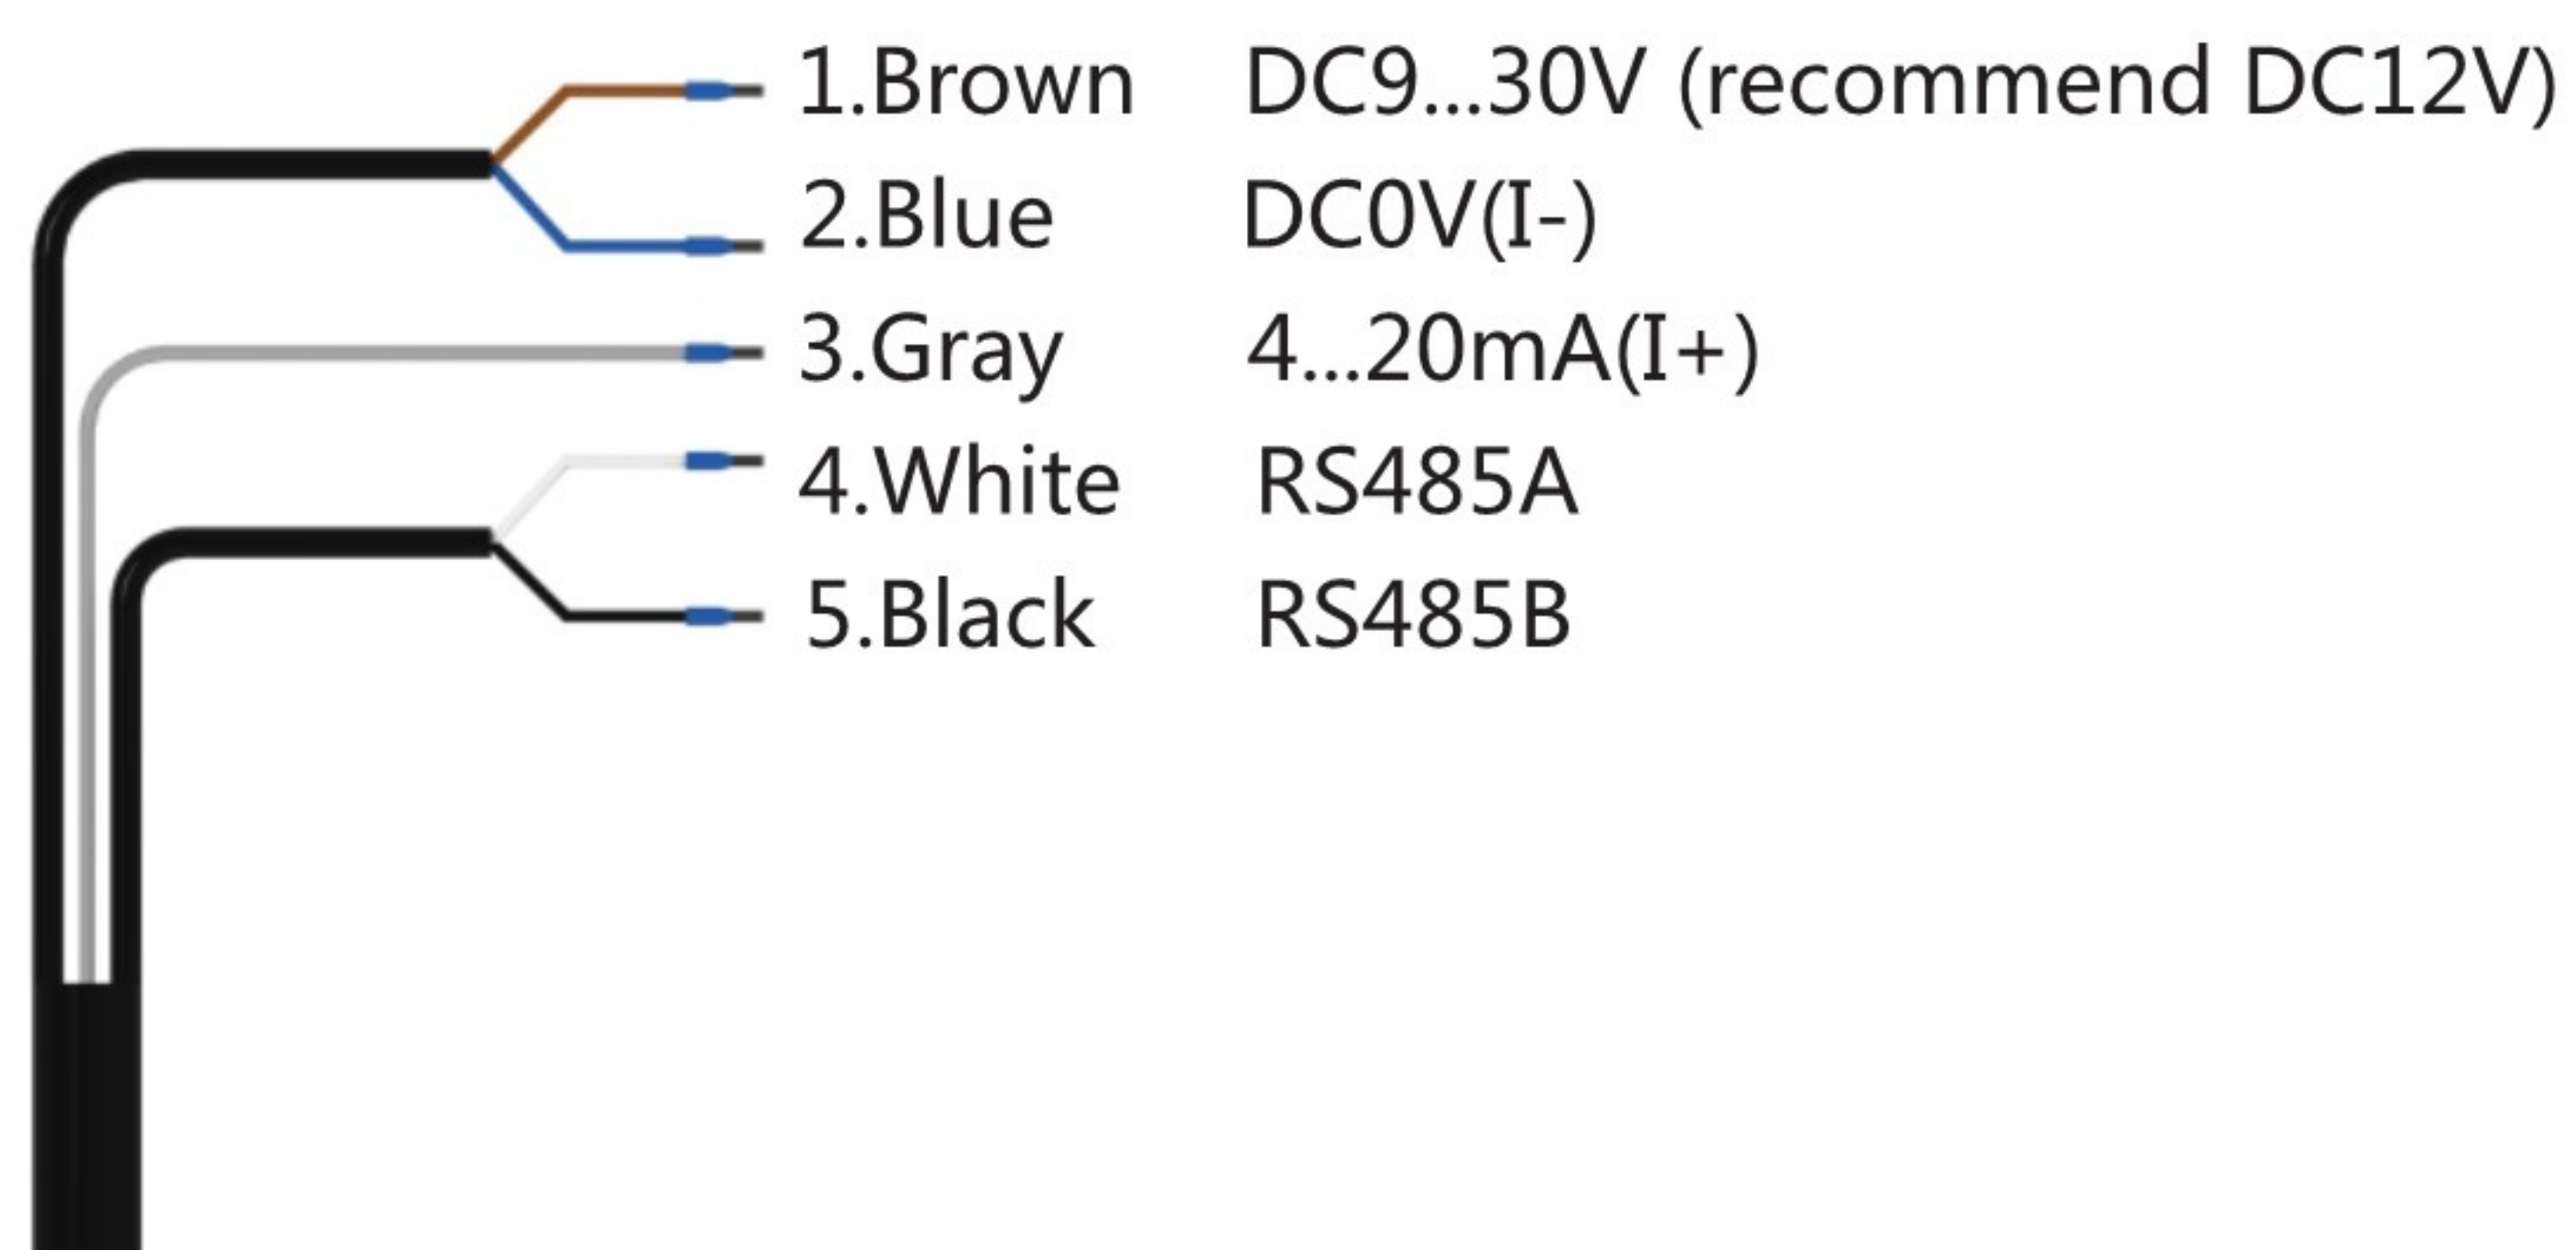 1.Brown DC9...30V (recommend DC12V)
2.Blue DC0V(I-)
3.Gray 4...20mA(I+)
4.White RS485A
5.Black RS485B